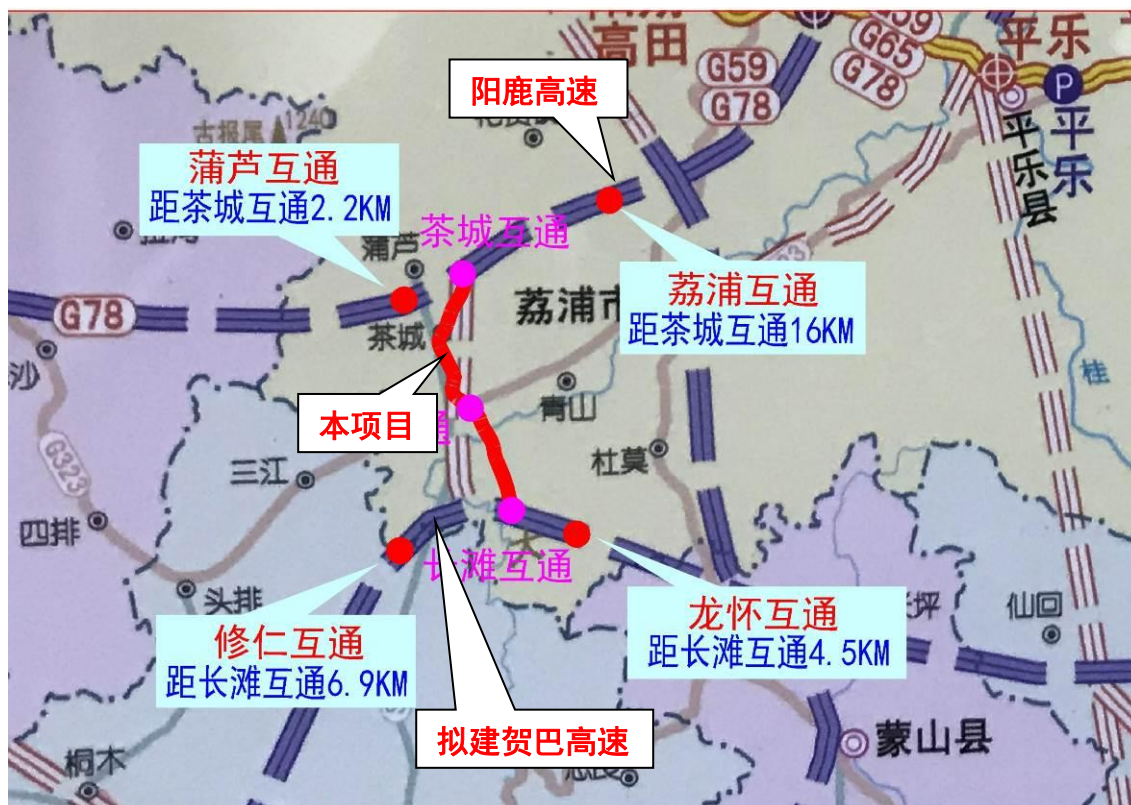 高田
G59
G65
G78
平乐
G59
G78
P
平乐
平乐县
阳鹿高速
古报尾
1240
蒲芦互通
距茶城互通2.2KM
茶城互通
蒲芦
荔浦互通
距茶城互通16KM
荔浦市
G78
茶城
桂
沙
本项目
青山
杜莫
三江
G323
四排
长滩互通
头排
修仁互通
距长滩互通6.9KM
龙怀互通
距长滩互通4.5KM
仙回
拟建贺巴高速
蒙山县
桐木